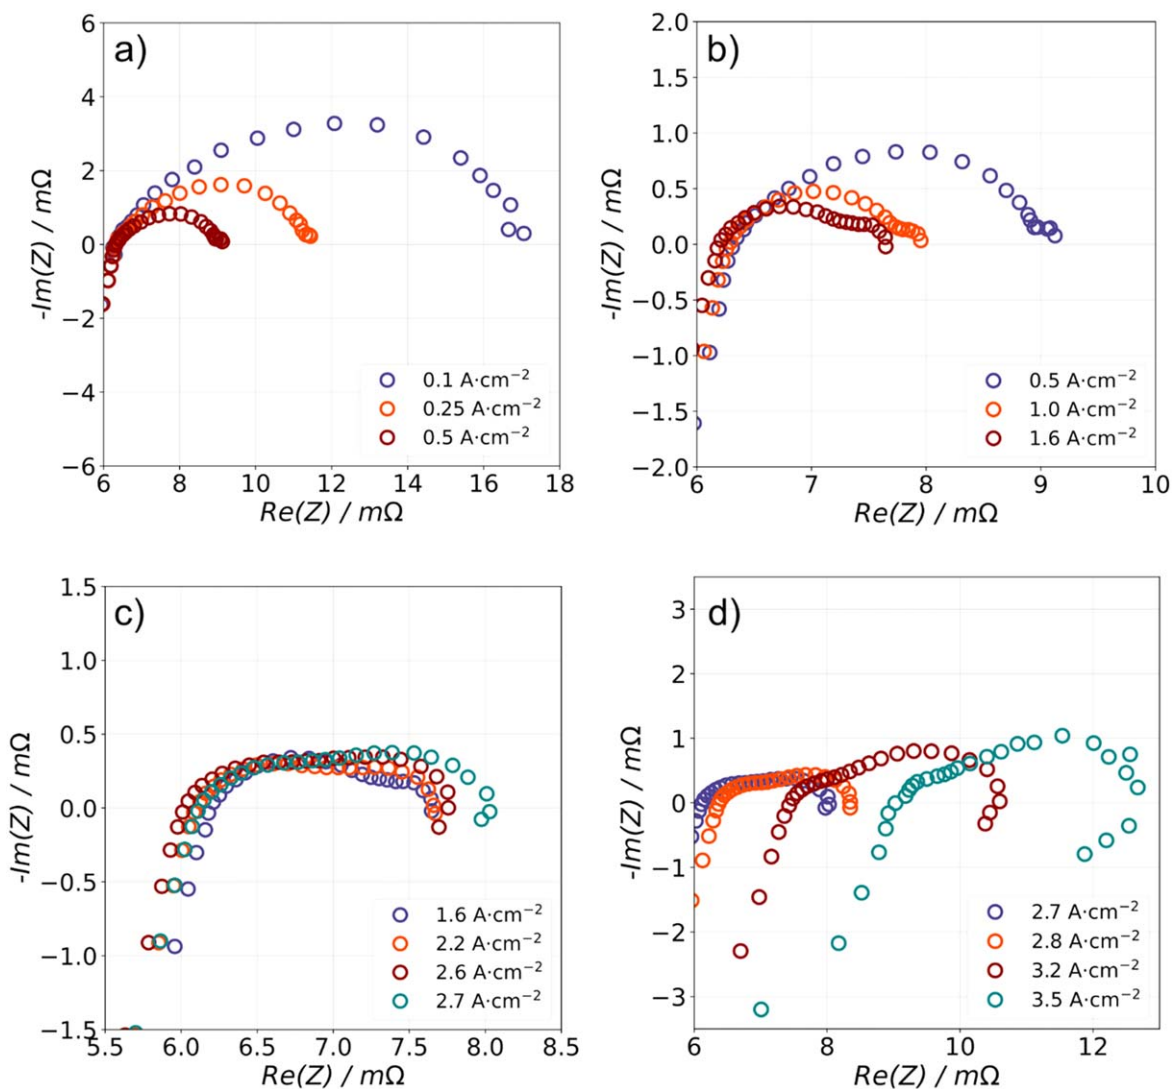 a)
6
4
2
0
−2
−4
−6
-Im(Z) / mΩ
6 8 10 12 14 16 18
Re(Z) / mΩ
0.1 A·cm⁻²
0.25 A·cm⁻²
0.5 A·cm⁻²
b)
2.0
1.5
1.0
0.5
0.0
−0.5
−1.0
−1.5
−2.0
-Im(Z) / mΩ
6 7 8 9 10
Re(Z) / mΩ
0.5 A·cm⁻²
1.0 A·cm⁻²
1.6 A·cm⁻²
c)
1.5
1.0
0.5
0.0
−0.5
−1.0
−1.5
-Im(Z) / mΩ
5.5 6.0 6.5 7.0 7.5 8.0 8.5
Re(Z) / mΩ
1.6 A·cm⁻²
2.2 A·cm⁻²
2.6 A·cm⁻²
2.7 A·cm⁻²
d)
3
2
1
0
−1
−2
−3
-Im(Z) / mΩ
6 8 10 12
Re(Z) / mΩ
2.7 A·cm⁻²
2.8 A·cm⁻²
3.2 A·cm⁻²
3.5 A·cm⁻²